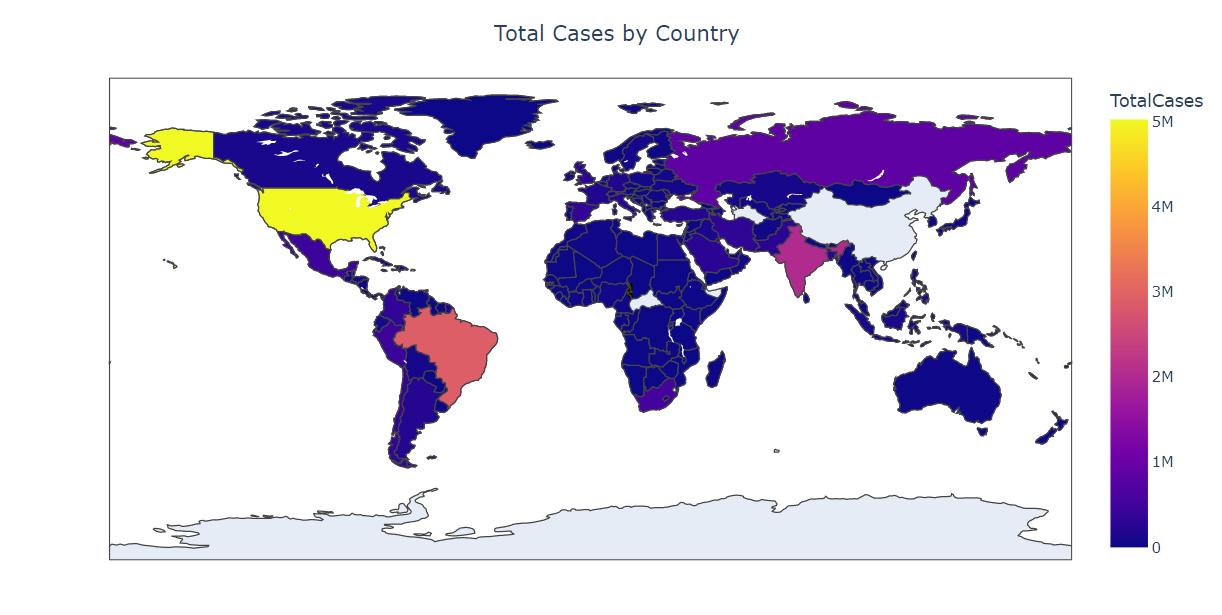 Total Cases by Country
TotalCases
5M
4M
3M
2M
1M
0